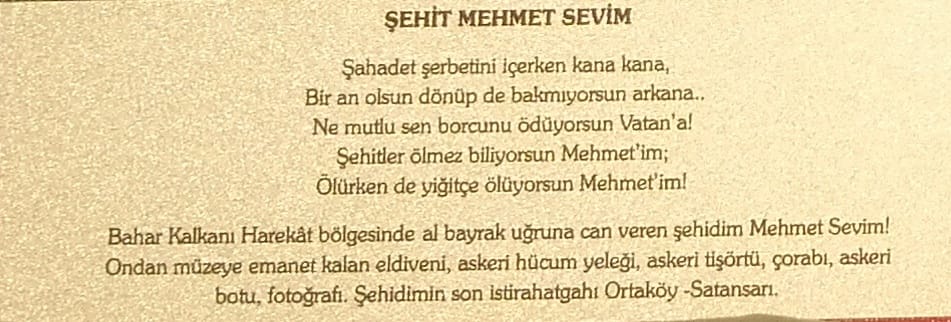 ŞEHİT MEHMET SEVİM
Şahadet şerbetini içerken kana kana,
Bir an olsun dönüp de bakmıyorsun arkana..
Ne mutlu sen borcunu ödüyorsun Vatan'a!
Şehitler ölmez biliyorsun Mehmet'im;
Ölürken de yiğitçe ölüyorsun Mehmet'im!
Bahar Kalkanı Harekât bölgesinde al bayrak uğruna can veren şehidim Mehmet Sevim!
Ondan müzeye emanet kalan eldiveni, askeri hücum yeleği, askeri tişörtü, çorabı, askeri
botu, fotoğrafı. Şehidimin son istirahatgahı Ortaköy -Satansarı.